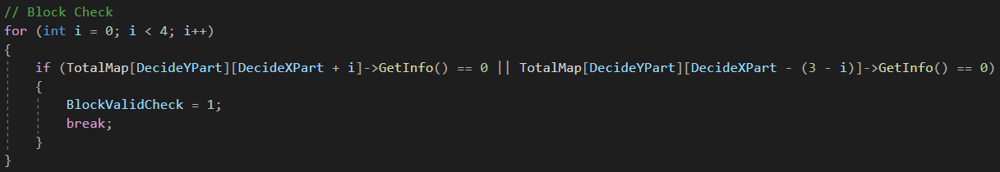 // Block Check
for (int i = 0; i < 4; i++)
{
    if (TotalMap[DecideYPart][DecideXPart + i]->GetInfo() == 0 || TotalMap[DecideYPart][DecideXPart - (3 - i)]->GetInfo() == 0)
    {
        BlockValidCheck = 1;
        break;
    }
}